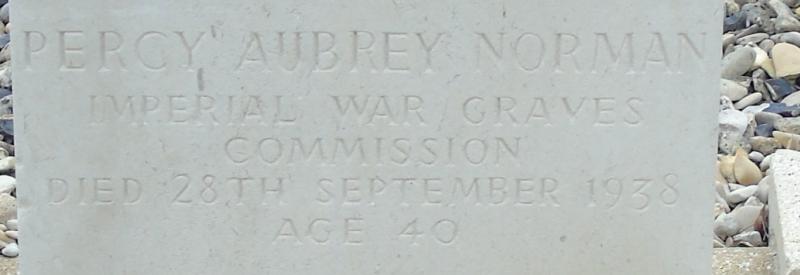 PERCY AUBREY NORMAN
IMPERIAL WAR GRAVES
COMMISSION
DIED 28TH SEPTEMBER 1938
AGE 40